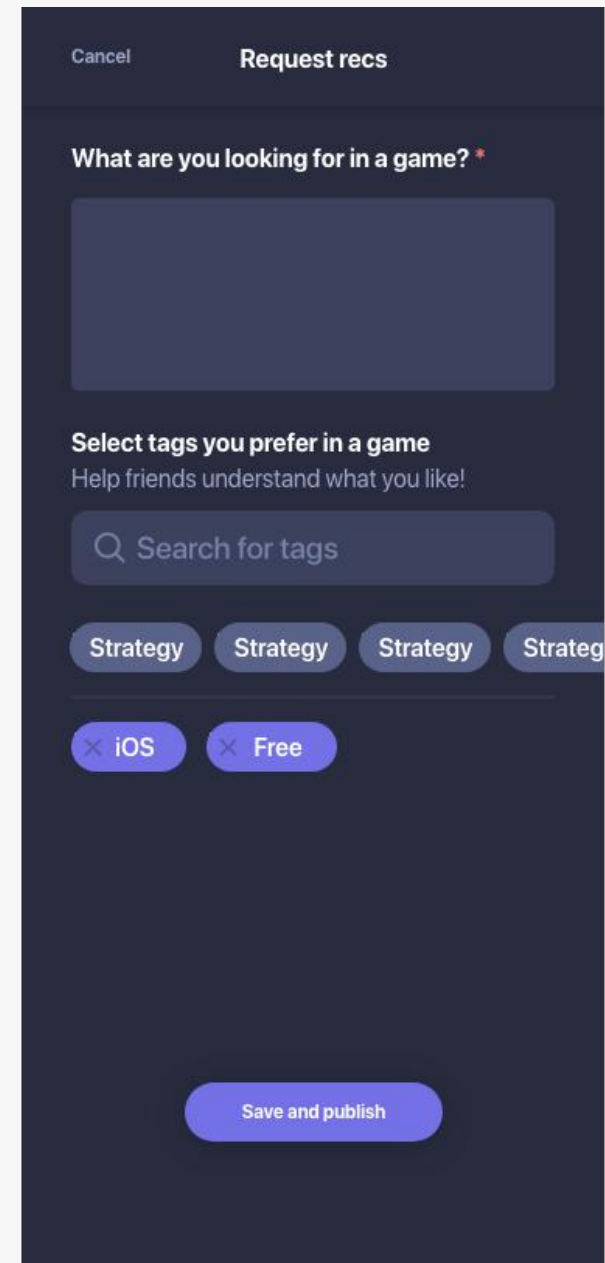 Cancel
Request recs
What are you looking for in a game? *
Select tags you prefer in a game
Help friends understand what you like!
Search for tags
Strategy Strategy Strategy Strateg
iOS Free
Save and publish